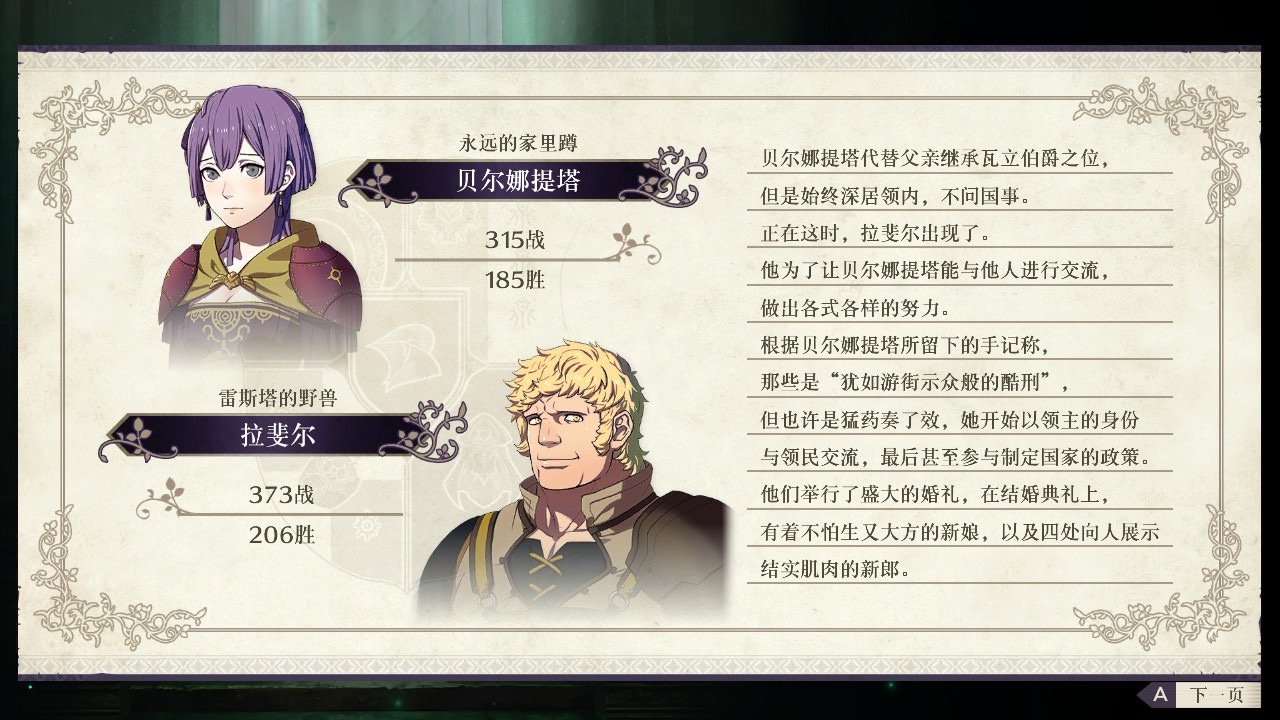 永远的家里蹲
贝尔娜提塔
315战
185胜
雷斯塔的野兽
拉斐尔
373战
206胜
贝尔娜提塔代替父亲继承瓦立伯爵之位，
但是始终深居领内，不问国事。
正在这时，拉斐尔出现了。
他为了让贝尔娜提塔能与他人进行交流，
做出各式各样的努力。
根据贝尔娜提塔所留下的手记称，
那些是“犹如游街示众般的酷刑”，
但也许是猛药奏了效，她开始以领主的身份
与领民交流，最后甚至参与制定国家的政策。
他们举行了盛大的婚礼，在结婚典礼上，
有着不怕生又大方的新娘，以及四处向人展示
结实肌肉的新郎。
A 下一页